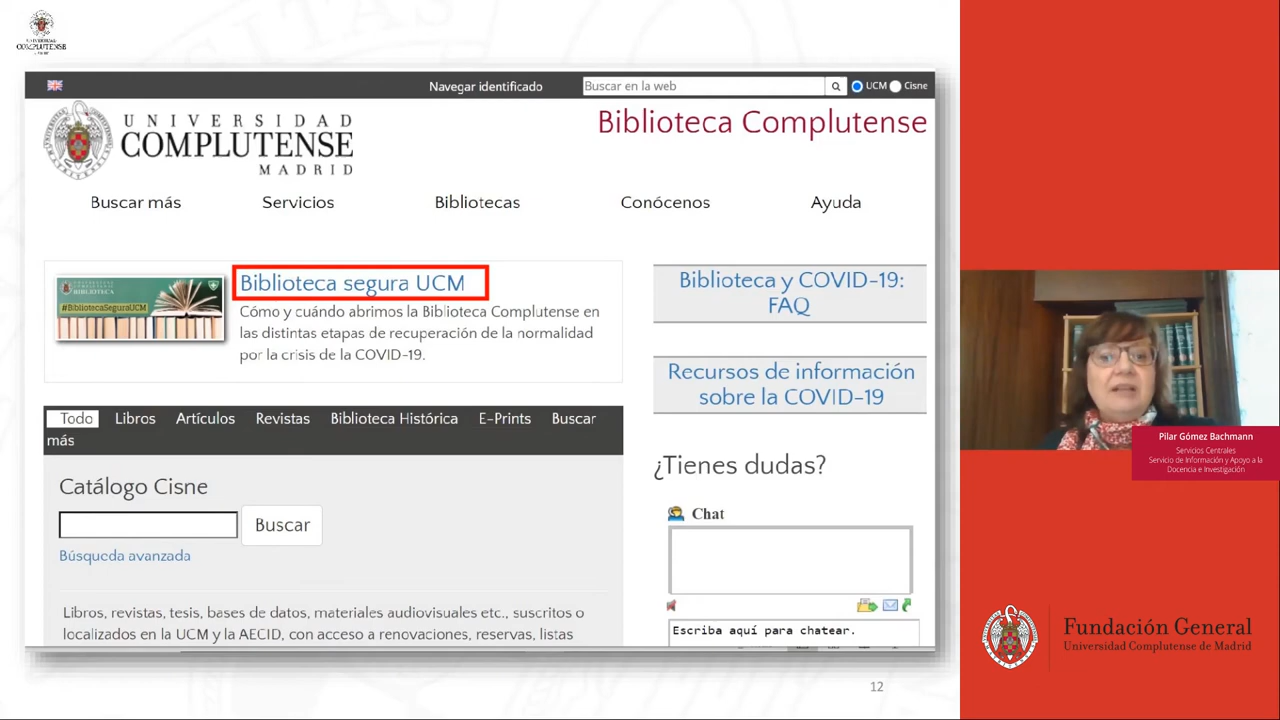 UNIVERSIDAD
COMPLUTENSE
Navegar identificado
Buscar en la web
UCM
Cisne
UNIVERSIDAD
COMPLUTENSE
MADRID
Biblioteca Complutense
Buscar más
Servicios
Bibliotecas
Conócenos
Ayuda
BIBLIOTECA
#BibliotecaSeguraUCM
Biblioteca segura UCM
Cómo y cuándo abrimos la Biblioteca Complutense en
las distintas etapas de recuperación de la normalidad
por la crisis de la COVID-19.
Biblioteca y COVID-19:
FAQ
Recursos de información
sobre la COVID-19
Todo
Libros
Artículos
Revistas
Biblioteca Histórica
E-Prints
Buscar
más
Catálogo Cisne
Buscar
Búsqueda avanzada
Libros, revistas, tesis, bases de datos, materiales audiovisuales etc., suscritos o
localizados en la UCM y la AECID, con acceso a renovaciones, reservas, listas
¿Tienes dudas?
Chat
Escriba aquí para chatear.
12
Pilar Gómez Bachmann
Servicios Centrales
Servicio de Información y Apoyo a la
Docencia e Investigación
Fundación General
Universidad Complutense de Madrid